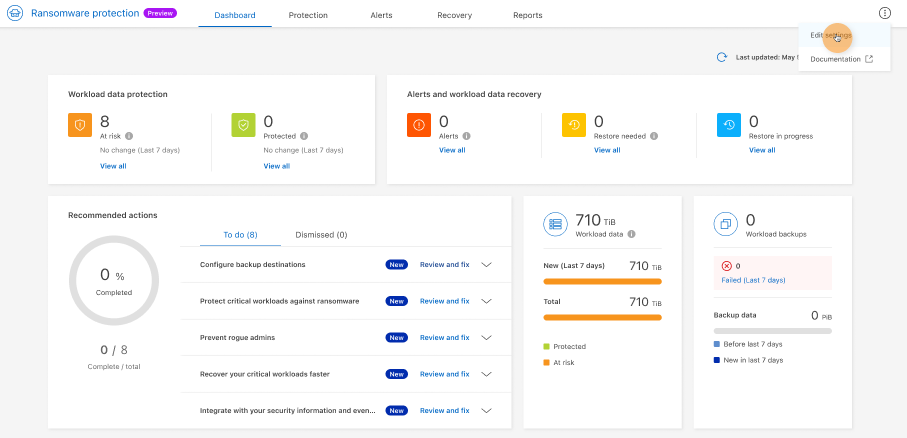 Ransomware protection Preview Dashboard Protection Alerts Recovery Reports
Edit settings
Last updated: May
Documentation
Workload data protection
8
At risk
No change (Last 7 days)
View all
0
Protected
No change (Last 7 days)
View all
Alerts and workload data recovery
0
Alerts
View all
0
Restore needed
View all
0
Restore in progress
View all
Recommended actions
0 %
Completed
0 / 8
Complete / total
To do (8) Dismissed (0)
Configure backup destinations New Review and fix
Protect critical workloads against ransomware New Review and fix
Prevent rogue admins New Review and fix
Recover your critical workloads faster New Review and fix
Integrate with your security information and even... New Review and fix
710 TiB
Workload data
New (Last 7 days) 710 TiB
Total 710 TiB
Protected
At risk
0
Workload backups
0
Failed (Last 7 days)
Backup data 0 PiB
Before last 7 days
New in last 7 days